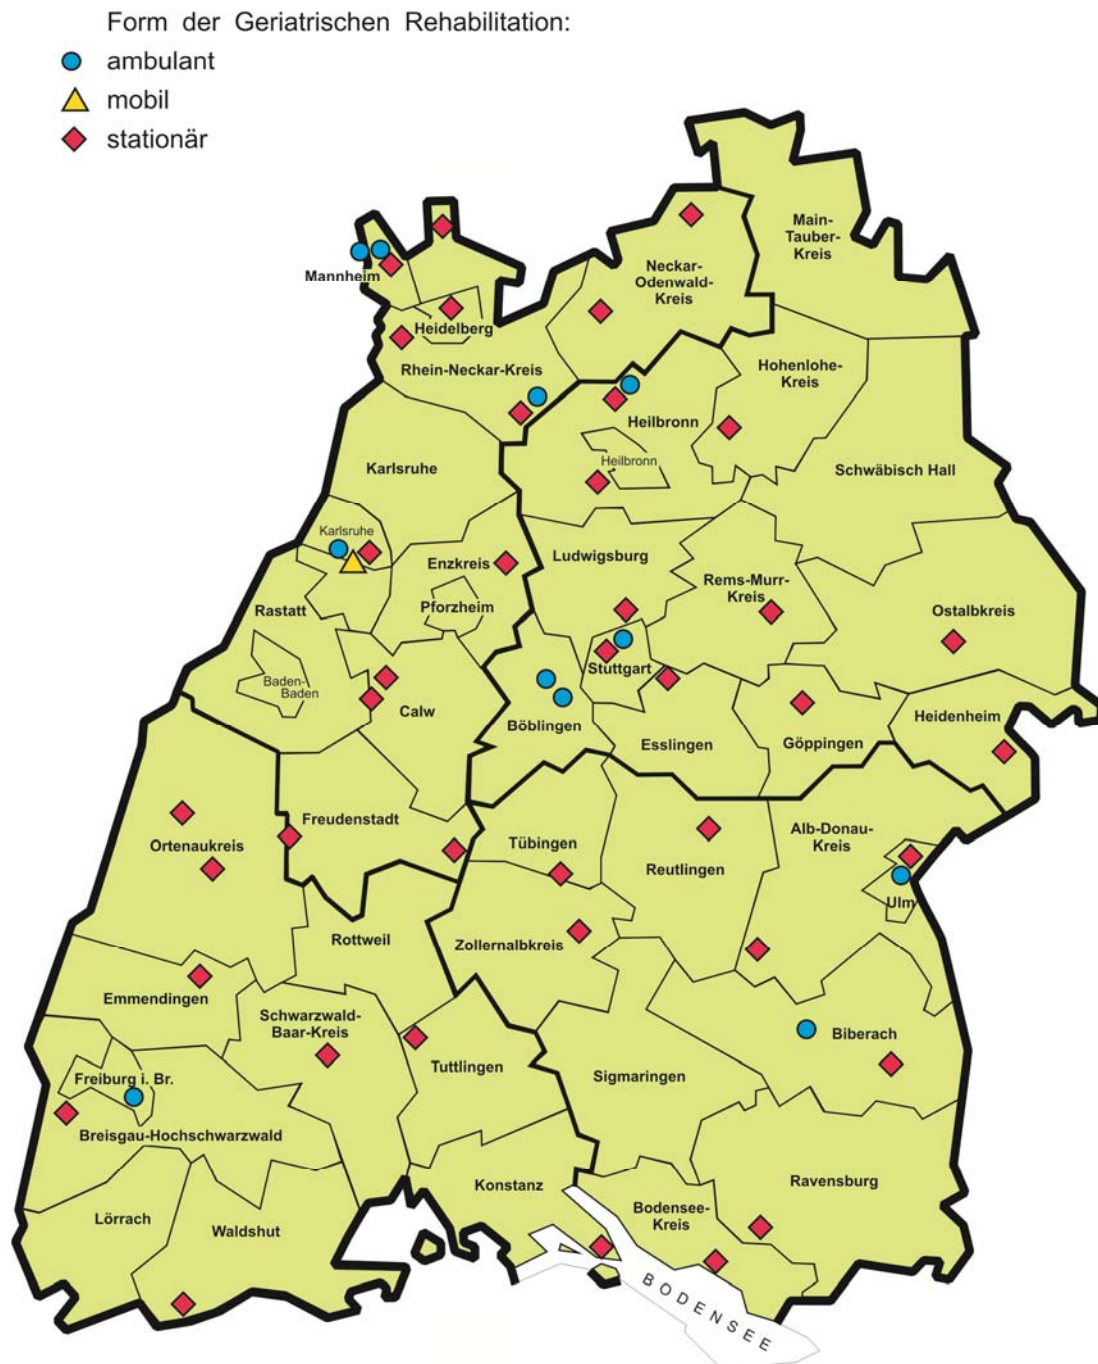 Form der Geriatrischen Rehabilitation:
ambulant
mobil
stationär
Main-
Tauber-
Kreis
Neckar-
Odenwald-
Kreis
Mannheim
Heidelberg
Rhein-Neckar-Kreis
Hohenlohe-
Kreis
Heilbronn
Heilbronn
Karlsruhe
Schwäbisch Hall
Karlsruhe
Ludwigsburg
Enzkreis
Rems-Murr-
Kreis
Pforzheim
Rastatt
Ostalbkreis
Stuttgart
Baden-
Baden
Calw
Böblingen
Esslingen
Göppingen
Heidenheim
Freudenstadt
Ortenaukreis
Tübingen
Reutlingen
Alb-Donau-
Kreis
Ulm
Rottweil
Zollernalbkreis
Emmendingen
Schwarzwald-
Baar-Kreis
Biberach
Tuttlingen
Sigmaringen
Freiburg i. Br.
Breisgau-Hochschwarzwald
Konstanz
Ravensburg
Bodensee-
Kreis
Lörrach
Waldshut
BODENSEE